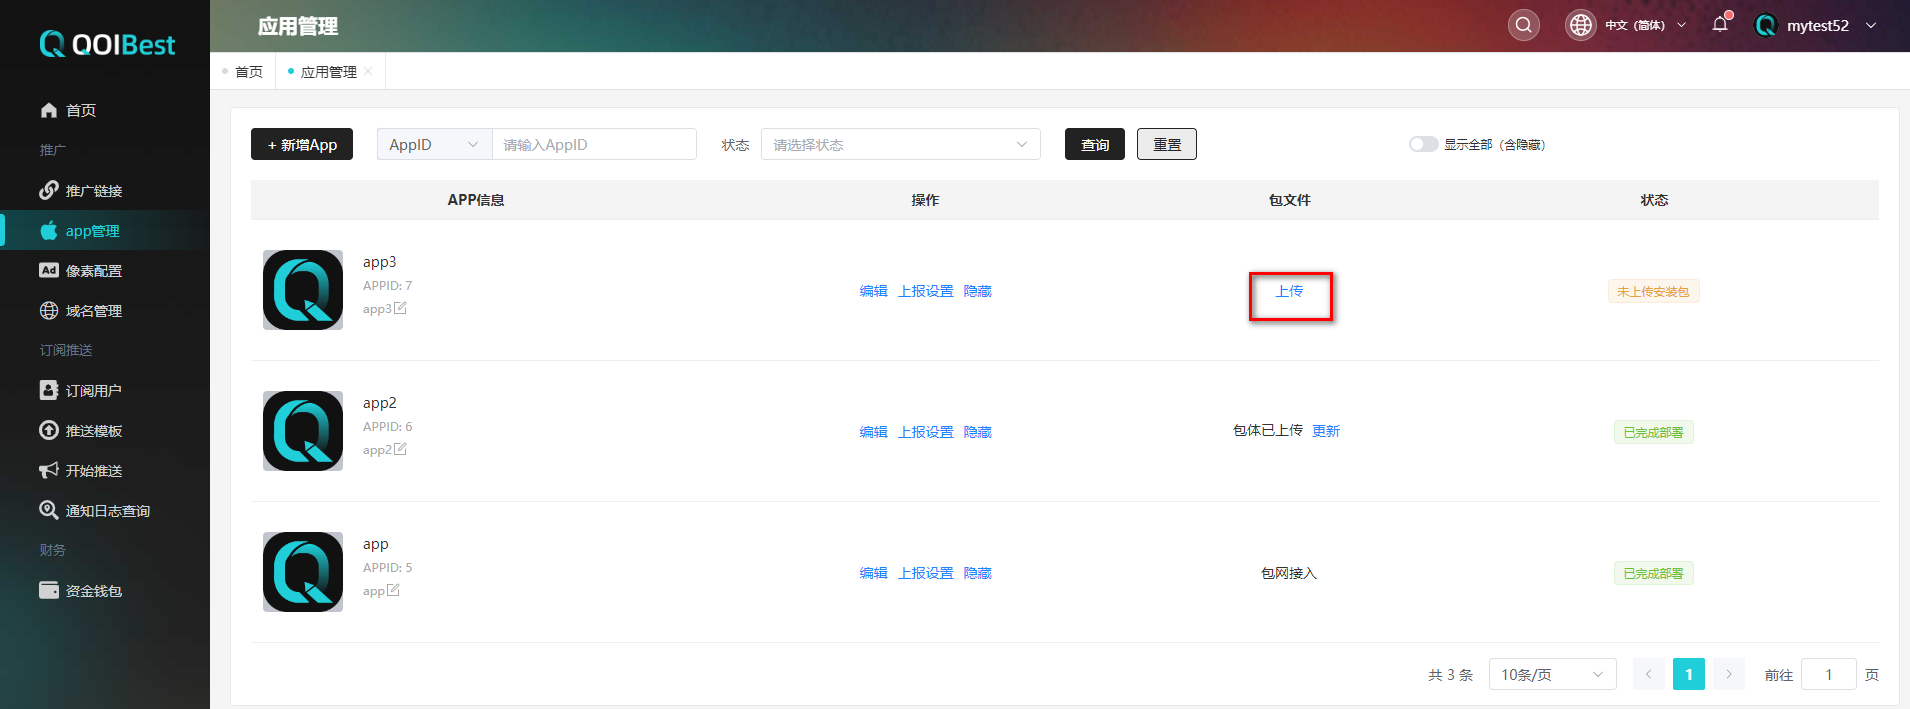 QOIBest
应用管理
中文（简体）
mytest52
首页
应用管理
首页
推广
推广链接
app管理
Ad 像素配置
域名管理
订阅推送
订阅用户
推送模板
开始推送
通知日志查询
财务
资金钱包
+ 新增App
AppID
请输入AppID
状态
请选择状态
查询
重置
显示全部（含隐藏）
APP信息 操作 包文件 状态
app3
APPID: 7
app3
编辑 上报设置 隐藏
上传
未上传安装包
app2
APPID: 6
app2
编辑 上报设置 隐藏
包体已上传 更新
已完成部署
app
APPID: 5
app
编辑 上报设置 隐藏
包网接入
已完成部署
共 3 条 10条/页 1 前往 1 页